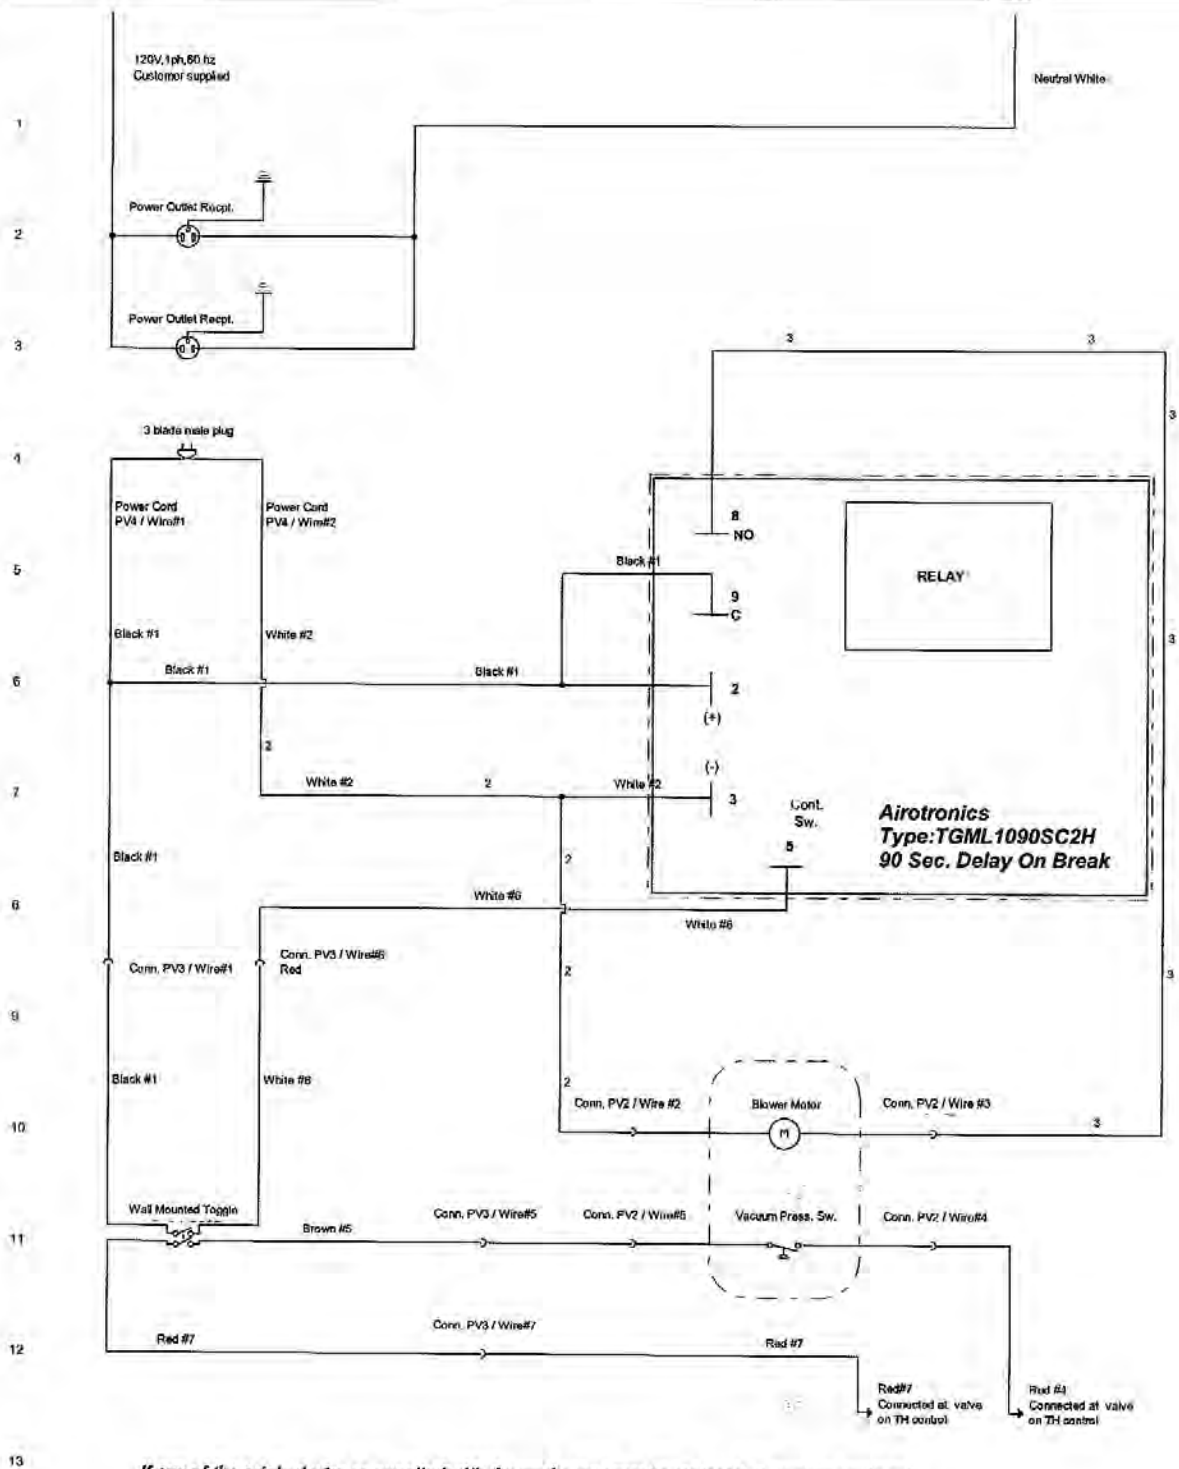 120V,1ph,60 hz
Customer supplied
Neutral White
1
Power Outlet Recpt.
2
Power Outlet Recpt.
3
3
3
3
3 blade male plug
4
Power Cord
PV4 / Wire#1
Power Cord
PV4 / Wire#2
8
NO
Black #1
5
RELAY
9
C
Black #1
White #2
3
Black #1
Black #1
6
2
(+)
2
(-)
White #2
2
White #2
7
3
Cont.
Sw.
5
Airotronics
Type:TGML1090SC2H
90 Sec. Delay On Break
Black #1
2
White #6
8
White #6
Conn. PV3 / Wire#1
Conn. PV3 / Wire#6
Red
2
3
9
Black #1
White #6
2
Conn. PV2 / Wire #2
Blower Motor
Conn. PV2 / Wire #3
10
M
3
Wall Mounted Toggle
Brown #5
Conn. PV3 / Wire#5
Conn. PV2 / Wire#5
Vacuum Press. Sw.
Conn. PV2 / Wire#4
11
Conn. PV3 / Wire#7
12
Red #7
Red #7
Red#7
Connected at valve
on TH control
Red #4
Connected at valve
on TH control
13